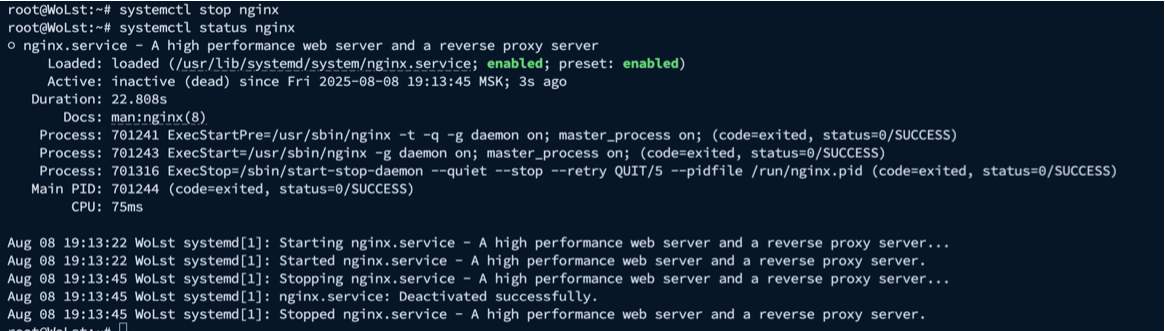 root@WoLst:~# systemctl stop nginx
root@WoLst:~# systemctl status nginx
○ nginx.service - A high performance web server and a reverse proxy server
Loaded: loaded (/usr/lib/systemd/system/nginx.service; enabled; preset: enabled)
Active: inactive (dead) since Fri 2025-08-08 19:13:45 MSK; 3s ago
Duration: 22.808s
Docs: man:nginx(8)
Process: 701241 ExecStartPre=/usr/sbin/nginx -t -q -g daemon on; master_process on; (code=exited, status=0/SUCCESS)
Process: 701243 ExecStart=/usr/sbin/nginx -g daemon on; master_process on; (code=exited, status=0/SUCCESS)
Process: 701316 ExecStop=/sbin/start-stop-daemon --quiet --stop --retry QUIT/5 --pidfile /run/nginx.pid (code=exited, status=0/SUCCESS)
Main PID: 701244 (code=exited, status=0/SUCCESS)
CPU: 75ms
Aug 08 19:13:22 WoLst systemd[1]: Starting nginx.service - A high performance web server and a reverse proxy server...
Aug 08 19:13:22 WoLst systemd[1]: Started nginx.service - A high performance web server and a reverse proxy server.
Aug 08 19:13:45 WoLst systemd[1]: Stopping nginx.service - A high performance web server and a reverse proxy server...
Aug 08 19:13:45 WoLst systemd[1]: nginx.service: Deactivated successfully.
Aug 08 19:13:45 WoLst systemd[1]: Stopped nginx.service - A high performance web server and a reverse proxy server.
root@WoLst:~#